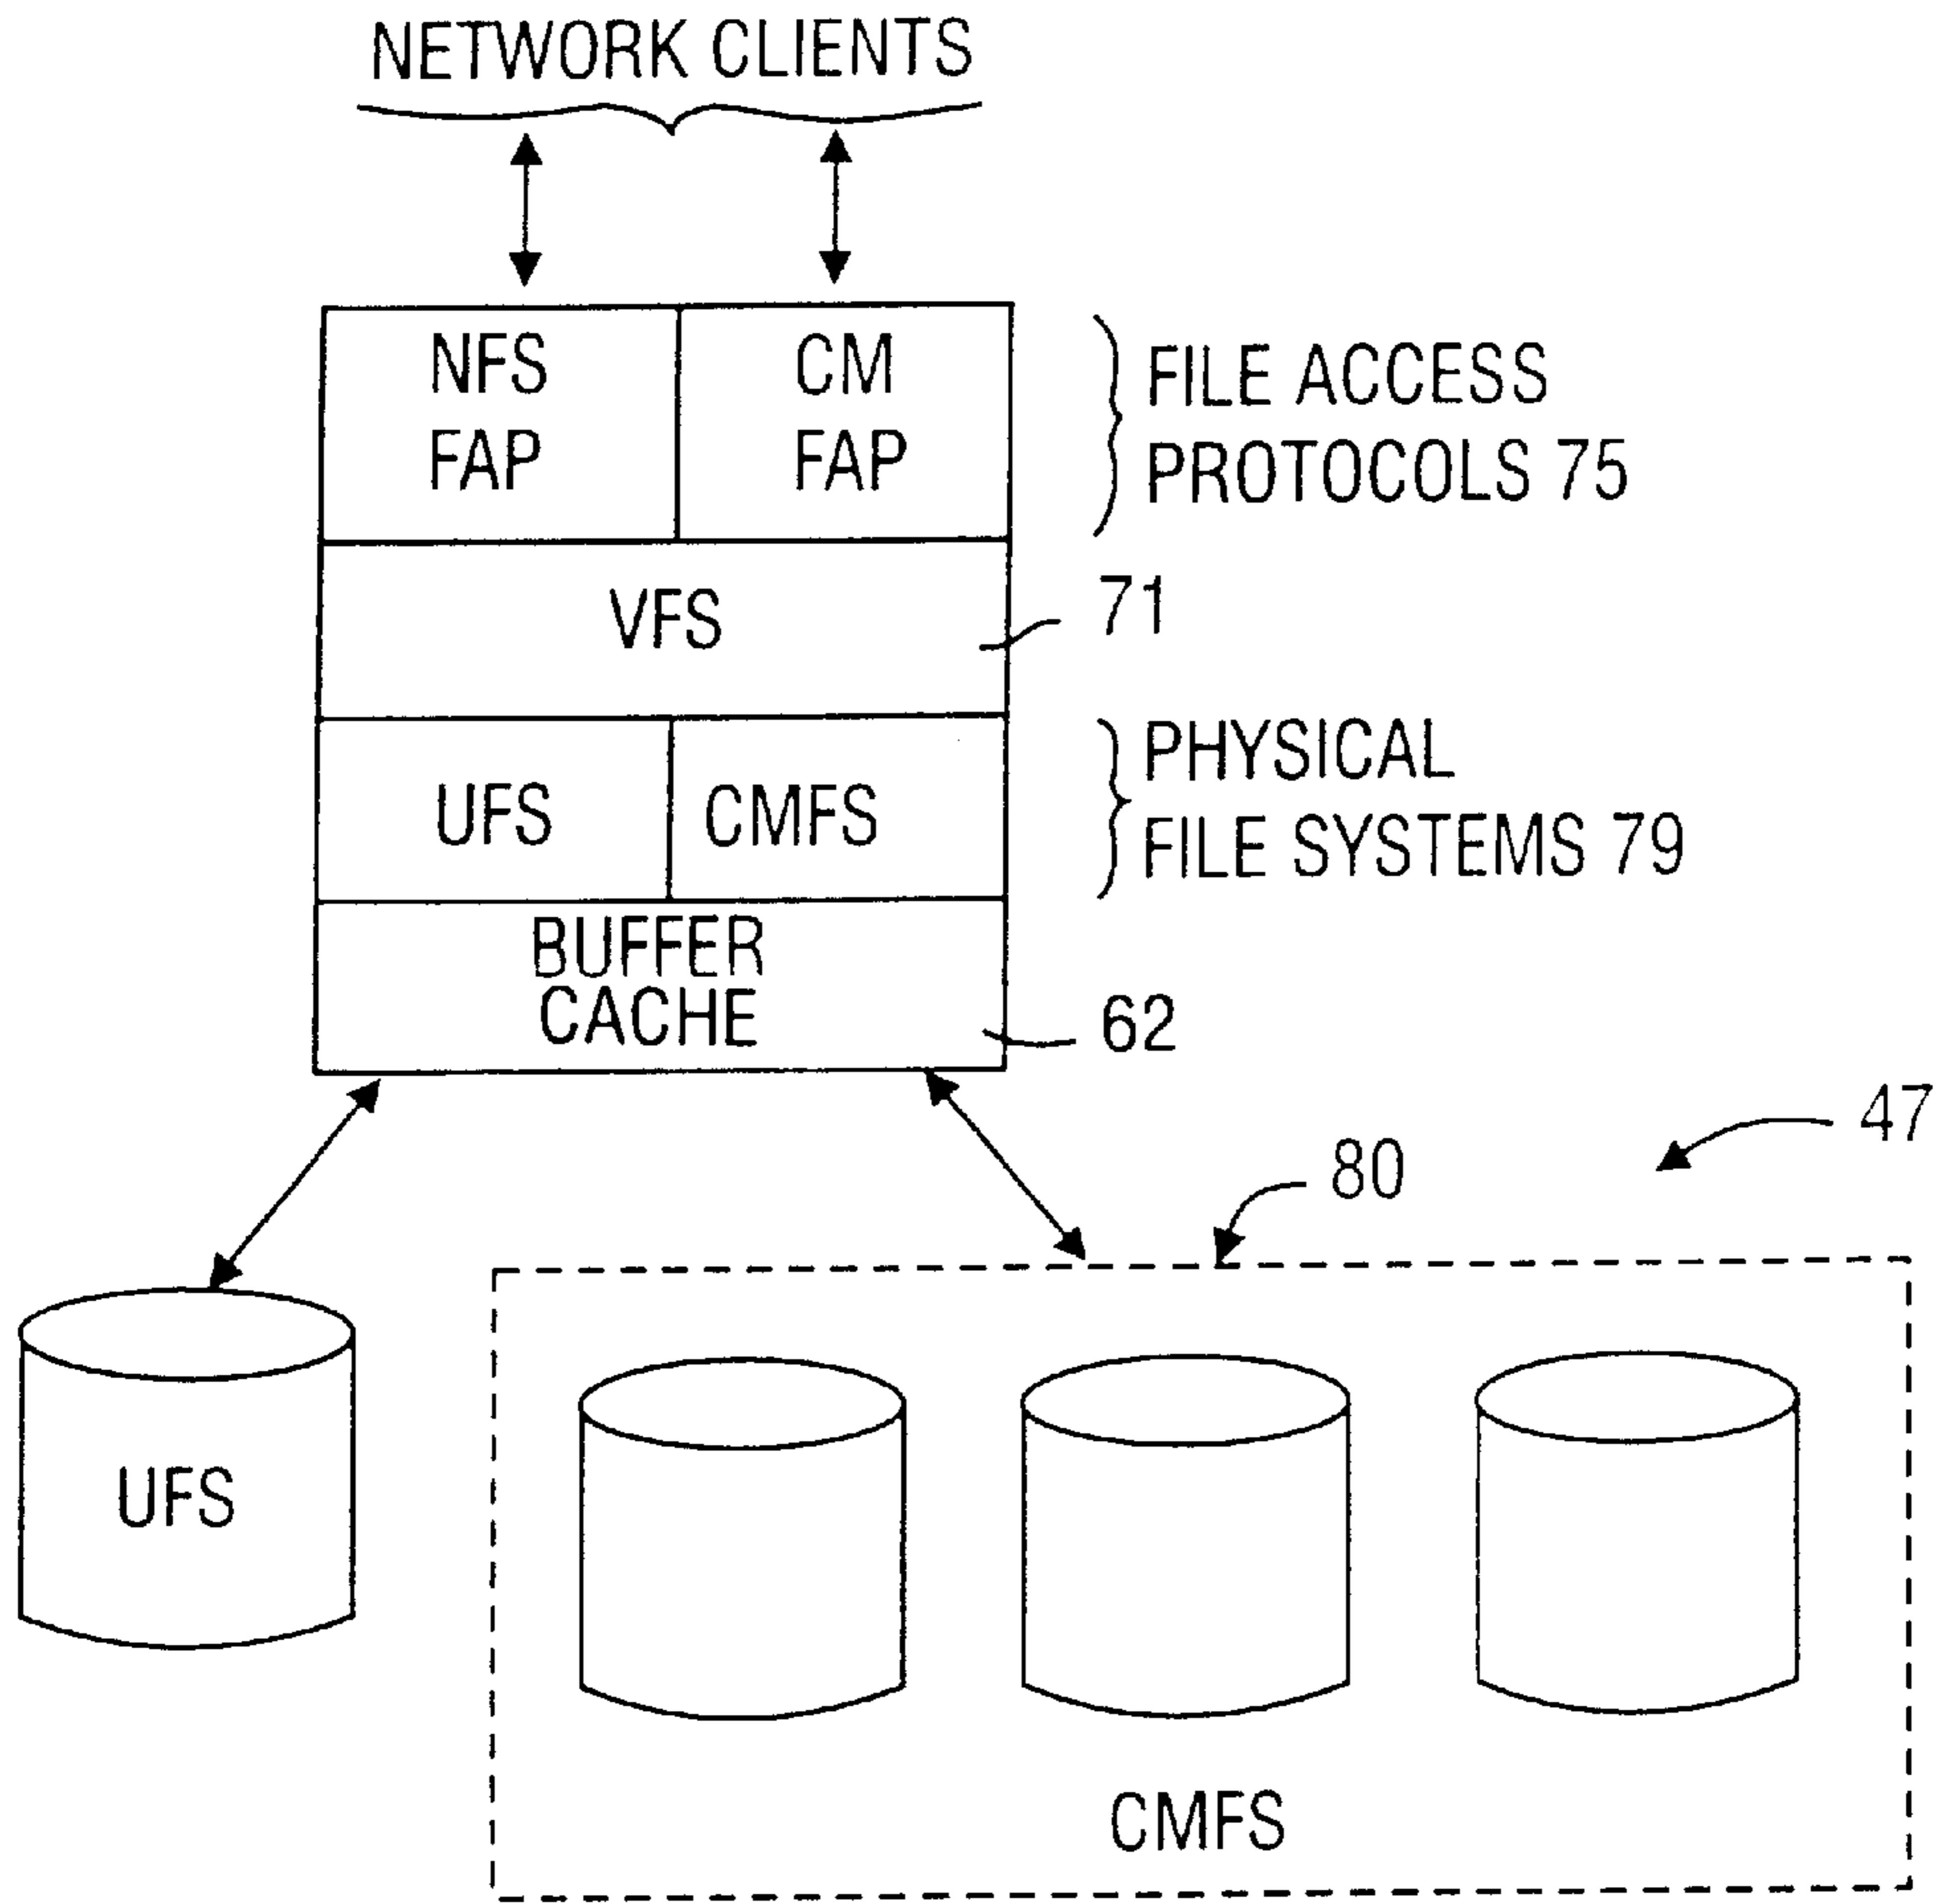 NETWORK CLIENTS
NFS
FAP
CM
FAP
FILE ACCESS
PROTOCOLS 75
VFS
71
UFS
CMFS
PHYSICAL
FILE SYSTEMS 79
BUFFER
CACHE
62
47
80
UFS
CMFS